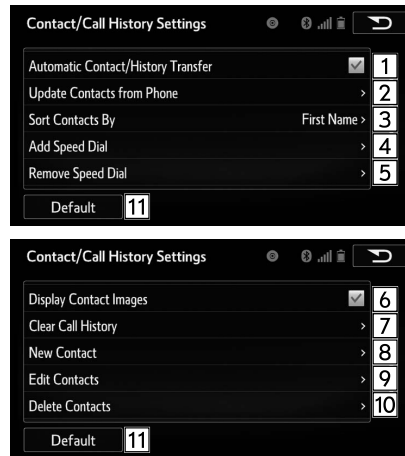 Contact/Call History Settings
Automatic Contact/History Transfer 1
Update Contacts from Phone > 2
Sort Contacts By First Name > 3
Add Speed Dial > 4
Remove Speed Dial > 5
Default 11
Contact/Call History Settings
Display Contact Images 6
Clear Call History > 7
New Contact > 8
Edit Contacts > 9
Delete Contacts > 10
Default 11